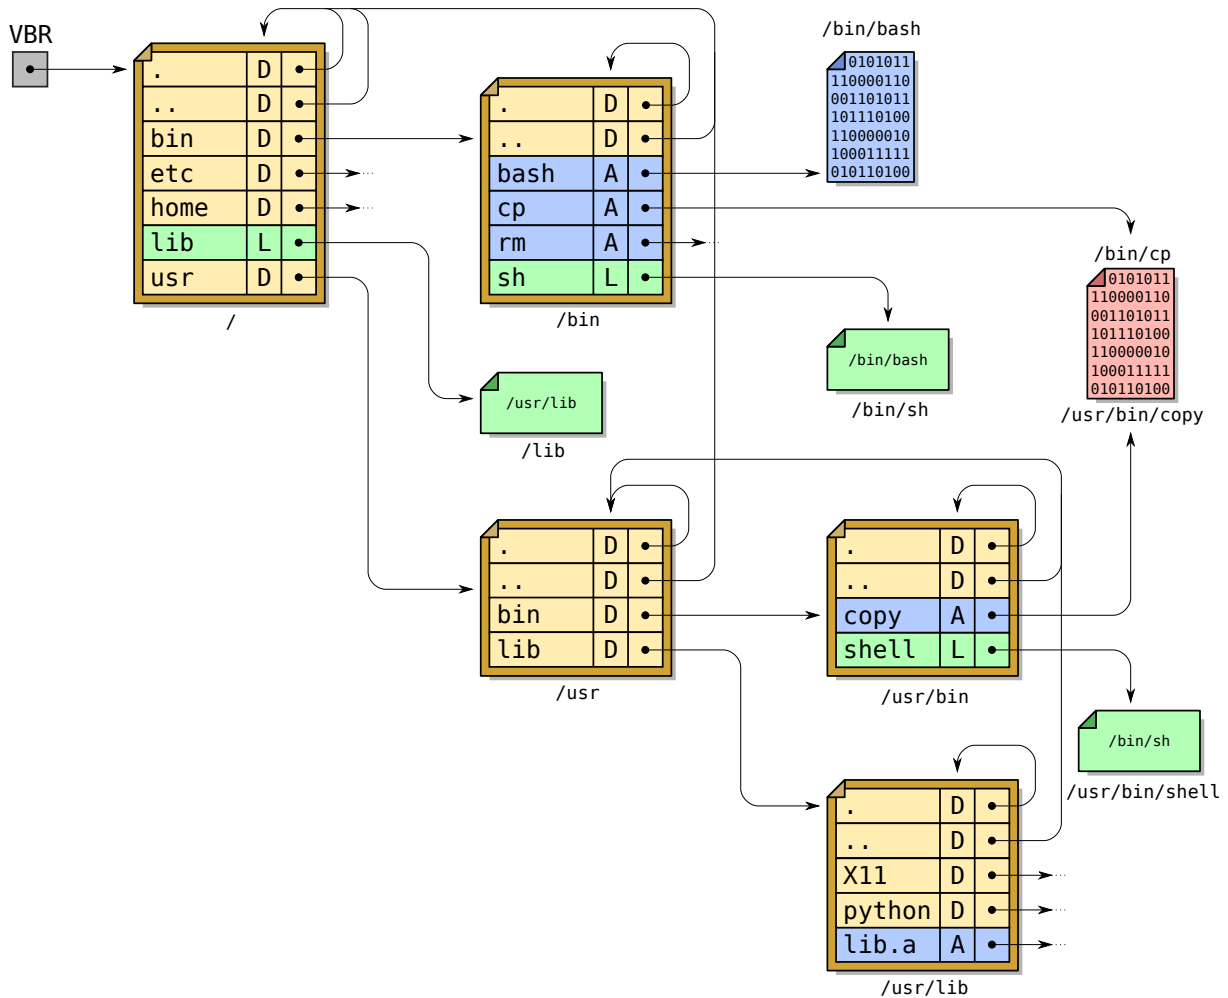 VBR
. D
.. D
bin D
etc D
home D
lib L
usr D
/
. D
.. D
bash A
cp A
rm A
sh L
/bin
/bin/bash
0101011
110000110
001101011
101110100
110000010
100011111
010110100
/bin/cp
0101011
110000110
001101011
101110100
110000010
100011111
010110100
/usr/bin/copy
/bin/bash
/bin/sh
/usr/lib
/lib
. D
.. D
bin D
lib D
/usr
. D
.. D
copy A
shell L
/usr/bin
/bin/sh
/usr/bin/shell
. D
.. D
X11 D
python D
lib.a A
/usr/lib